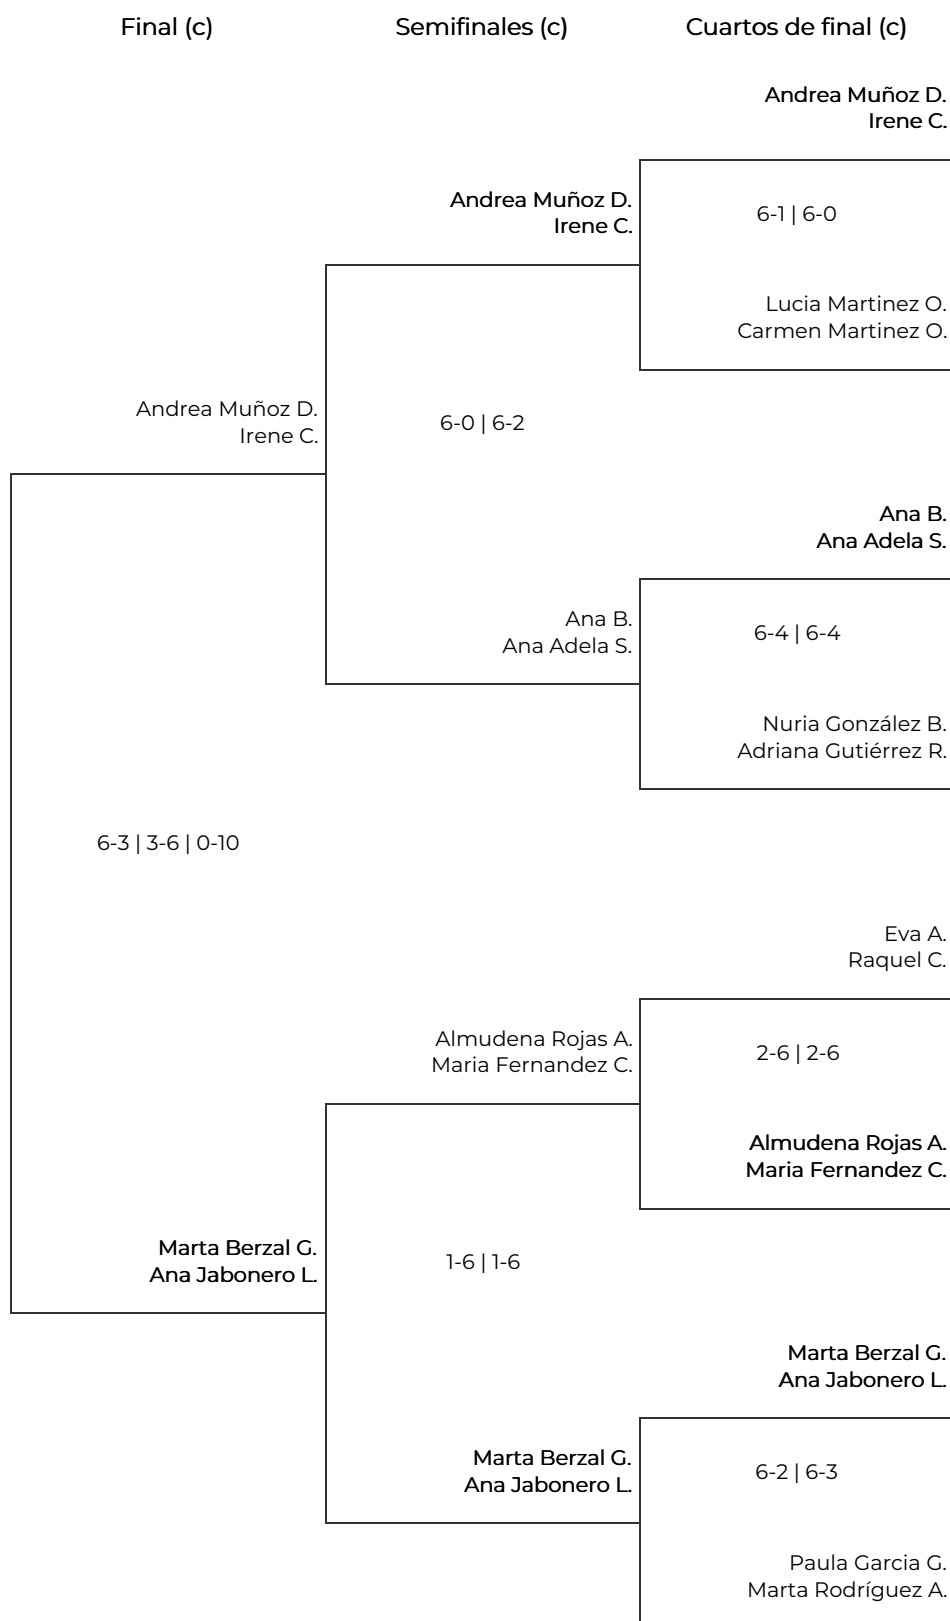 Final (c)
Semifinales (c)
Cuartos de final (c)
Andrea Muñoz D.
Irene C.
Andrea Muñoz D.
Irene C.
6-1 | 6-0
Lucia Martinez O.
Carmen Martinez O.
Andrea Muñoz D.
Irene C.
6-0 | 6-2
Ana B.
Ana Adela S.
Ana B.
Ana Adela S.
6-4 | 6-4
Nuria González B.
Adriana Gutiérrez R.
6-3 | 3-6 | 0-10
Eva A.
Raquel C.
Almudena Rojas A.
Maria Fernandez C.
2-6 | 2-6
Almudena Rojas A.
Maria Fernandez C.
Marta Berzal G.
Ana Jabonero L.
1-6 | 1-6
Marta Berzal G.
Ana Jabonero L.
Marta Berzal G.
Ana Jabonero L.
6-2 | 6-3
Paula Garcia G.
Marta Rodríguez A.